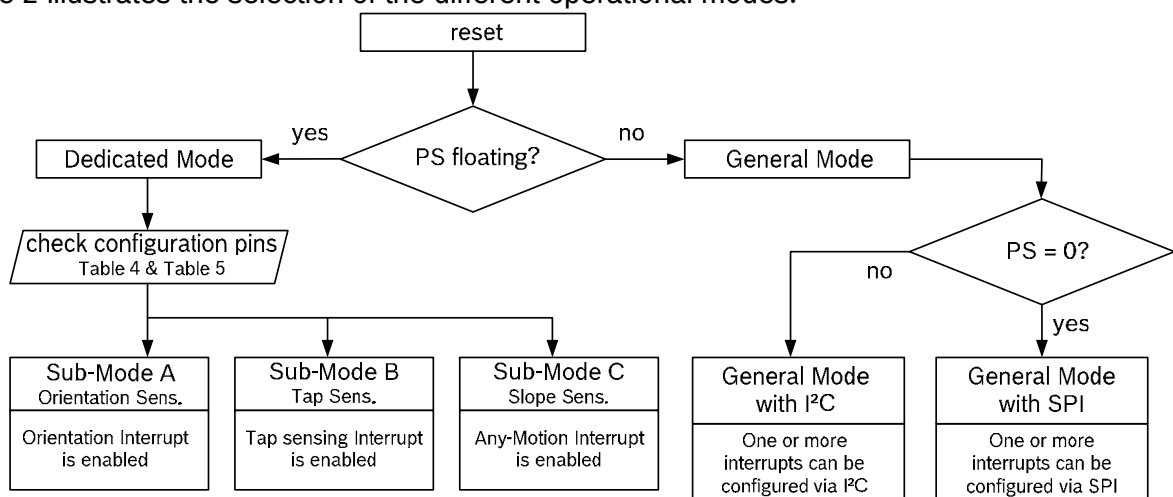 2 illustrates the selection of the different operational modes.
reset
yes
PS floating?
no
Dedicated Mode
General Mode
check configuration pins
Table 4 & Table 5
PS = 0?
no
yes
Sub-Mode A
Orientation Sens.
Orientation Interrupt
is enabled
Sub-Mode B
Tap Sens.
Tap sensing Interrupt
is enabled
Sub-Mode C
Slope Sens.
Any-Motion Interrupt
is enabled
General Mode
with I²C
One or more
interrupts can be
configured via I²C
General Mode
with SPI
One or more
interrupts can be
configured via SPI